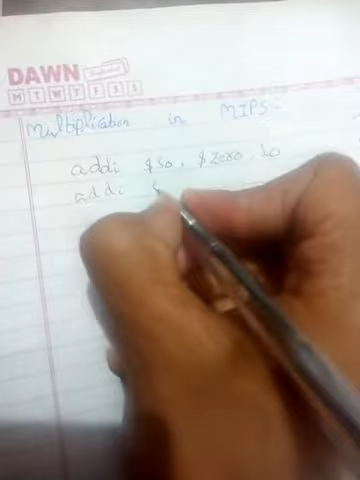 DAWN
M T W T F S S
Multiplication in MIPS-
addi $s0, $zero, 10
addi $